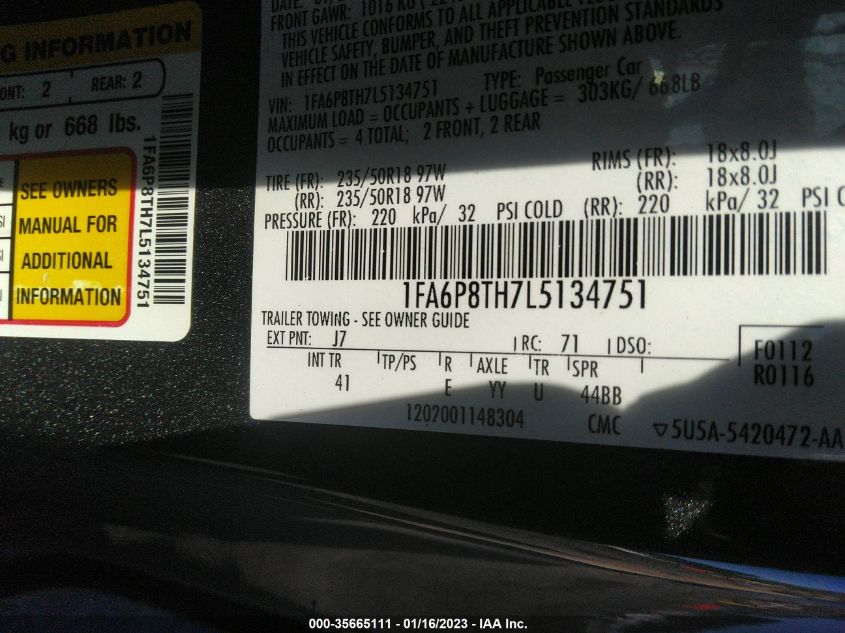 G INFORMATION
ONT: 2 REAR: 2
kg or 668 lbs.
SEE OWNERS
MANUAL FOR
ADDITIONAL
INFORMATION
1FA6P8TH7L5134751
FRONT GAWR: 1016 KG
THIS VEHICLE CONFORMS TO ALL APPLICABLE
VEHICLE SAFETY, BUMPER, AND THEFT PREVENTION STANDARDS
IN EFFECT ON THE DATE OF MANUFACTURE SHOWN ABOVE.
VIN: 1FA6P8TH7L5134751 TYPE: Passenger Car
MAXIMUM LOAD = OCCUPANTS + LUGGAGE = 303KG/ 668LB
OCCUPANTS = 4 TOTAL; 2 FRONT, 2 REAR
TIRE (FR): 235/50R18 97W RIMS (FR): 18x8.0J
(RR): 235/50R18 97W (RR): 18x8.0J
PRESSURE (FR): 220 kPa/ 32 PSI COLD (RR): 220 kPa/ 32 PSI C
1FA6P8TH7L5134751
TRAILER TOWING - SEE OWNER GUIDE
EXT PNT: J7 RC: 71 DSO:
INT TR TP/PS R AXLE TR SPR
41 E YY U 44BB
F0112
R0116
1202001148304 CMC ▽5U5A-5420472-AA
000-35665111 - 01/16/2023 - IAA Inc.